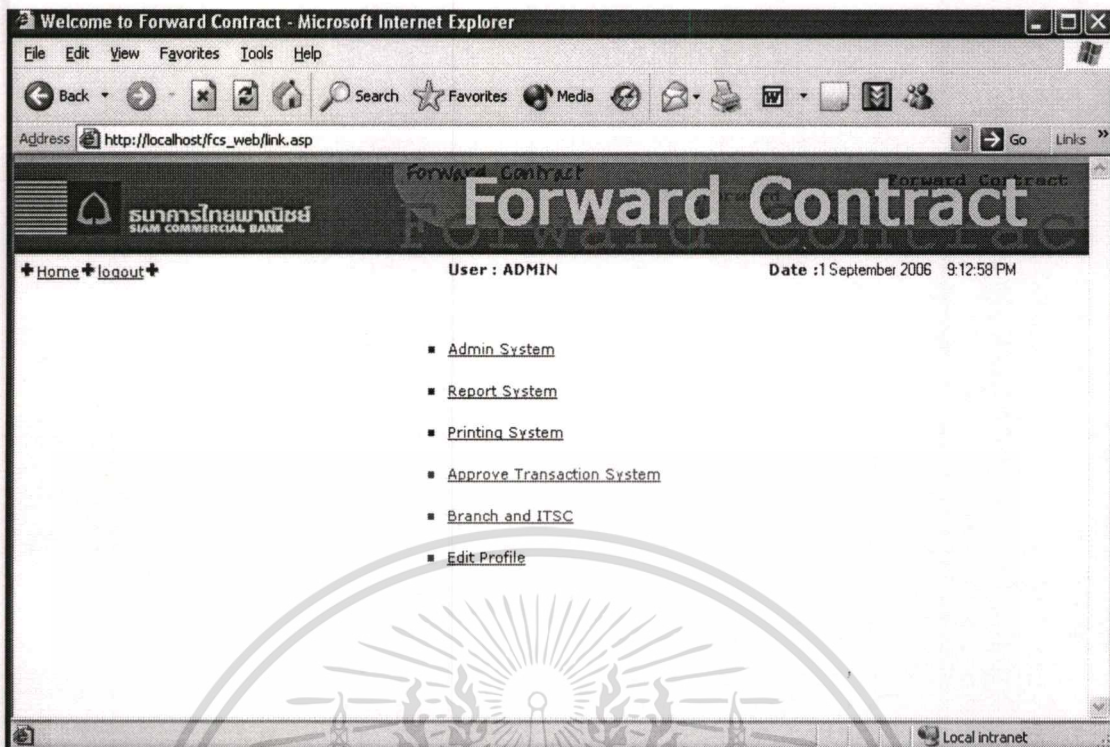 Welcome to Forward Contract - Microsoft Internet Explorer
File Edit View Favorites Tools Help
Back Search Favorites Media
Address http://localhost/fcs_web/link.asp Go Links »
Forward Contract Forward Contract
ธนาคารไทยพาณิชย์ Forward Contract
SIAM COMMERCIAL BANK Forward Contrac
Home logout User : ADMIN Date :1 September 2006 9:12:58 PM
Admin System
Report System
Printing System
Approve Transaction System
Branch and ITSC
Edit Profile
Local intranet